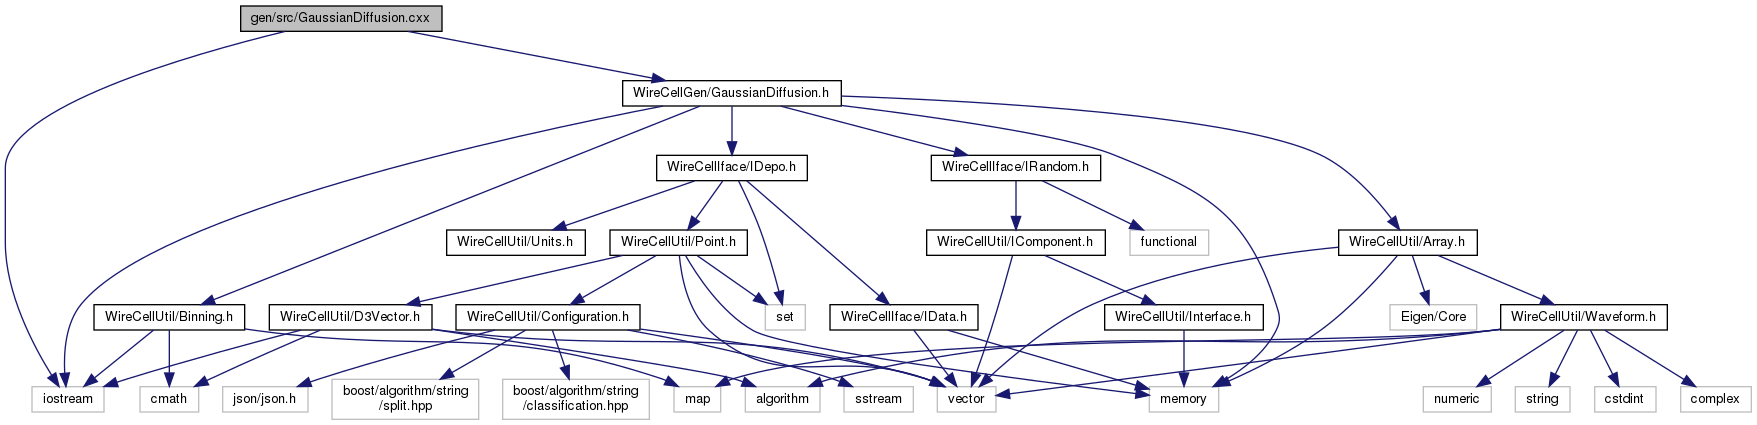 gen/src/GaussianDiffusion.cxx
WireCellGen/GaussianDiffusion.h
WireCellIface/IDepo.h
WireCellIface/IRandom.h
WireCellUtil/Units.h
WireCellUtil/Point.h
WireCellUtil/IComponent.h
functional
WireCellUtil/Array.h
WireCellUtil/Binning.h
WireCellUtil/D3Vector.h
WireCellUtil/Configuration.h
set
WireCellIface/IData.h
WireCellUtil/Interface.h
Eigen/Core
WireCellUtil/Waveform.h
iostream
cmath
json/json.h
boost/algorithm/string
/split.hpp
boost/algorithm/string
/classification.hpp
map
algorithm
sstream
vector
memory
numeric
string
cstdint
complex